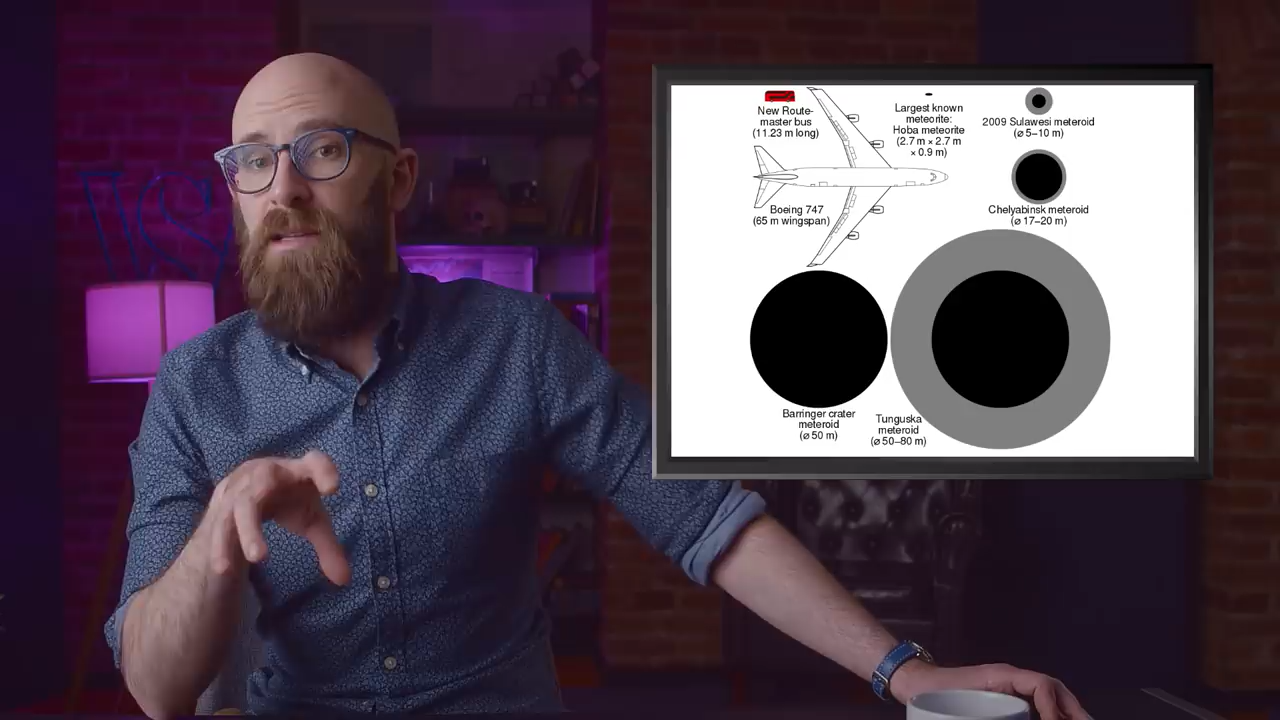 New Route-
master bus
(11.23 m long)
Largest known
meteorite:
Hoba meteorite
(2.7 m × 2.7 m
× 0.9 m)
2009 Sulawesi meteroid
(⌀ 5–10 m)
Boeing 747
(65 m wingspan)
Chelyabinsk meteroid
(⌀ 17–20 m)
Barringer crater
meteroid
(⌀ 50 m)
Tunguska
meteroid
(⌀ 50–80 m)